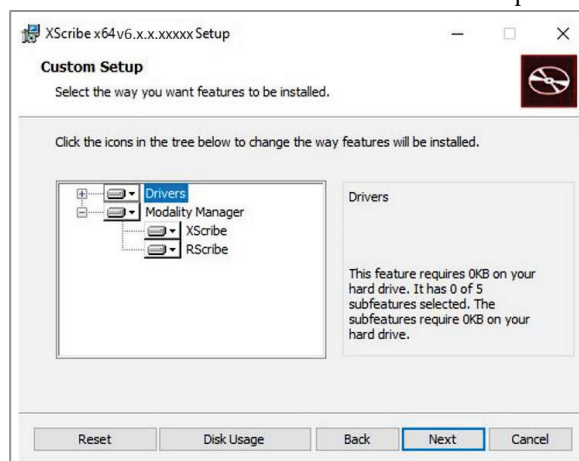 XScribe x64 v6.x.x.xxxxx Setup
Custom Setup
Select the way you want features to be installed.
Click the icons in the tree below to change the way features will be installed.
Drivers
Modality Manager
XScribe
RScribe
Drivers
This feature requires 0KB on your
hard drive. It has 0 of 5
subfeatures selected. The
subfeatures require 0KB on your
hard drive.
Reset Disk Usage Back Next Cancel